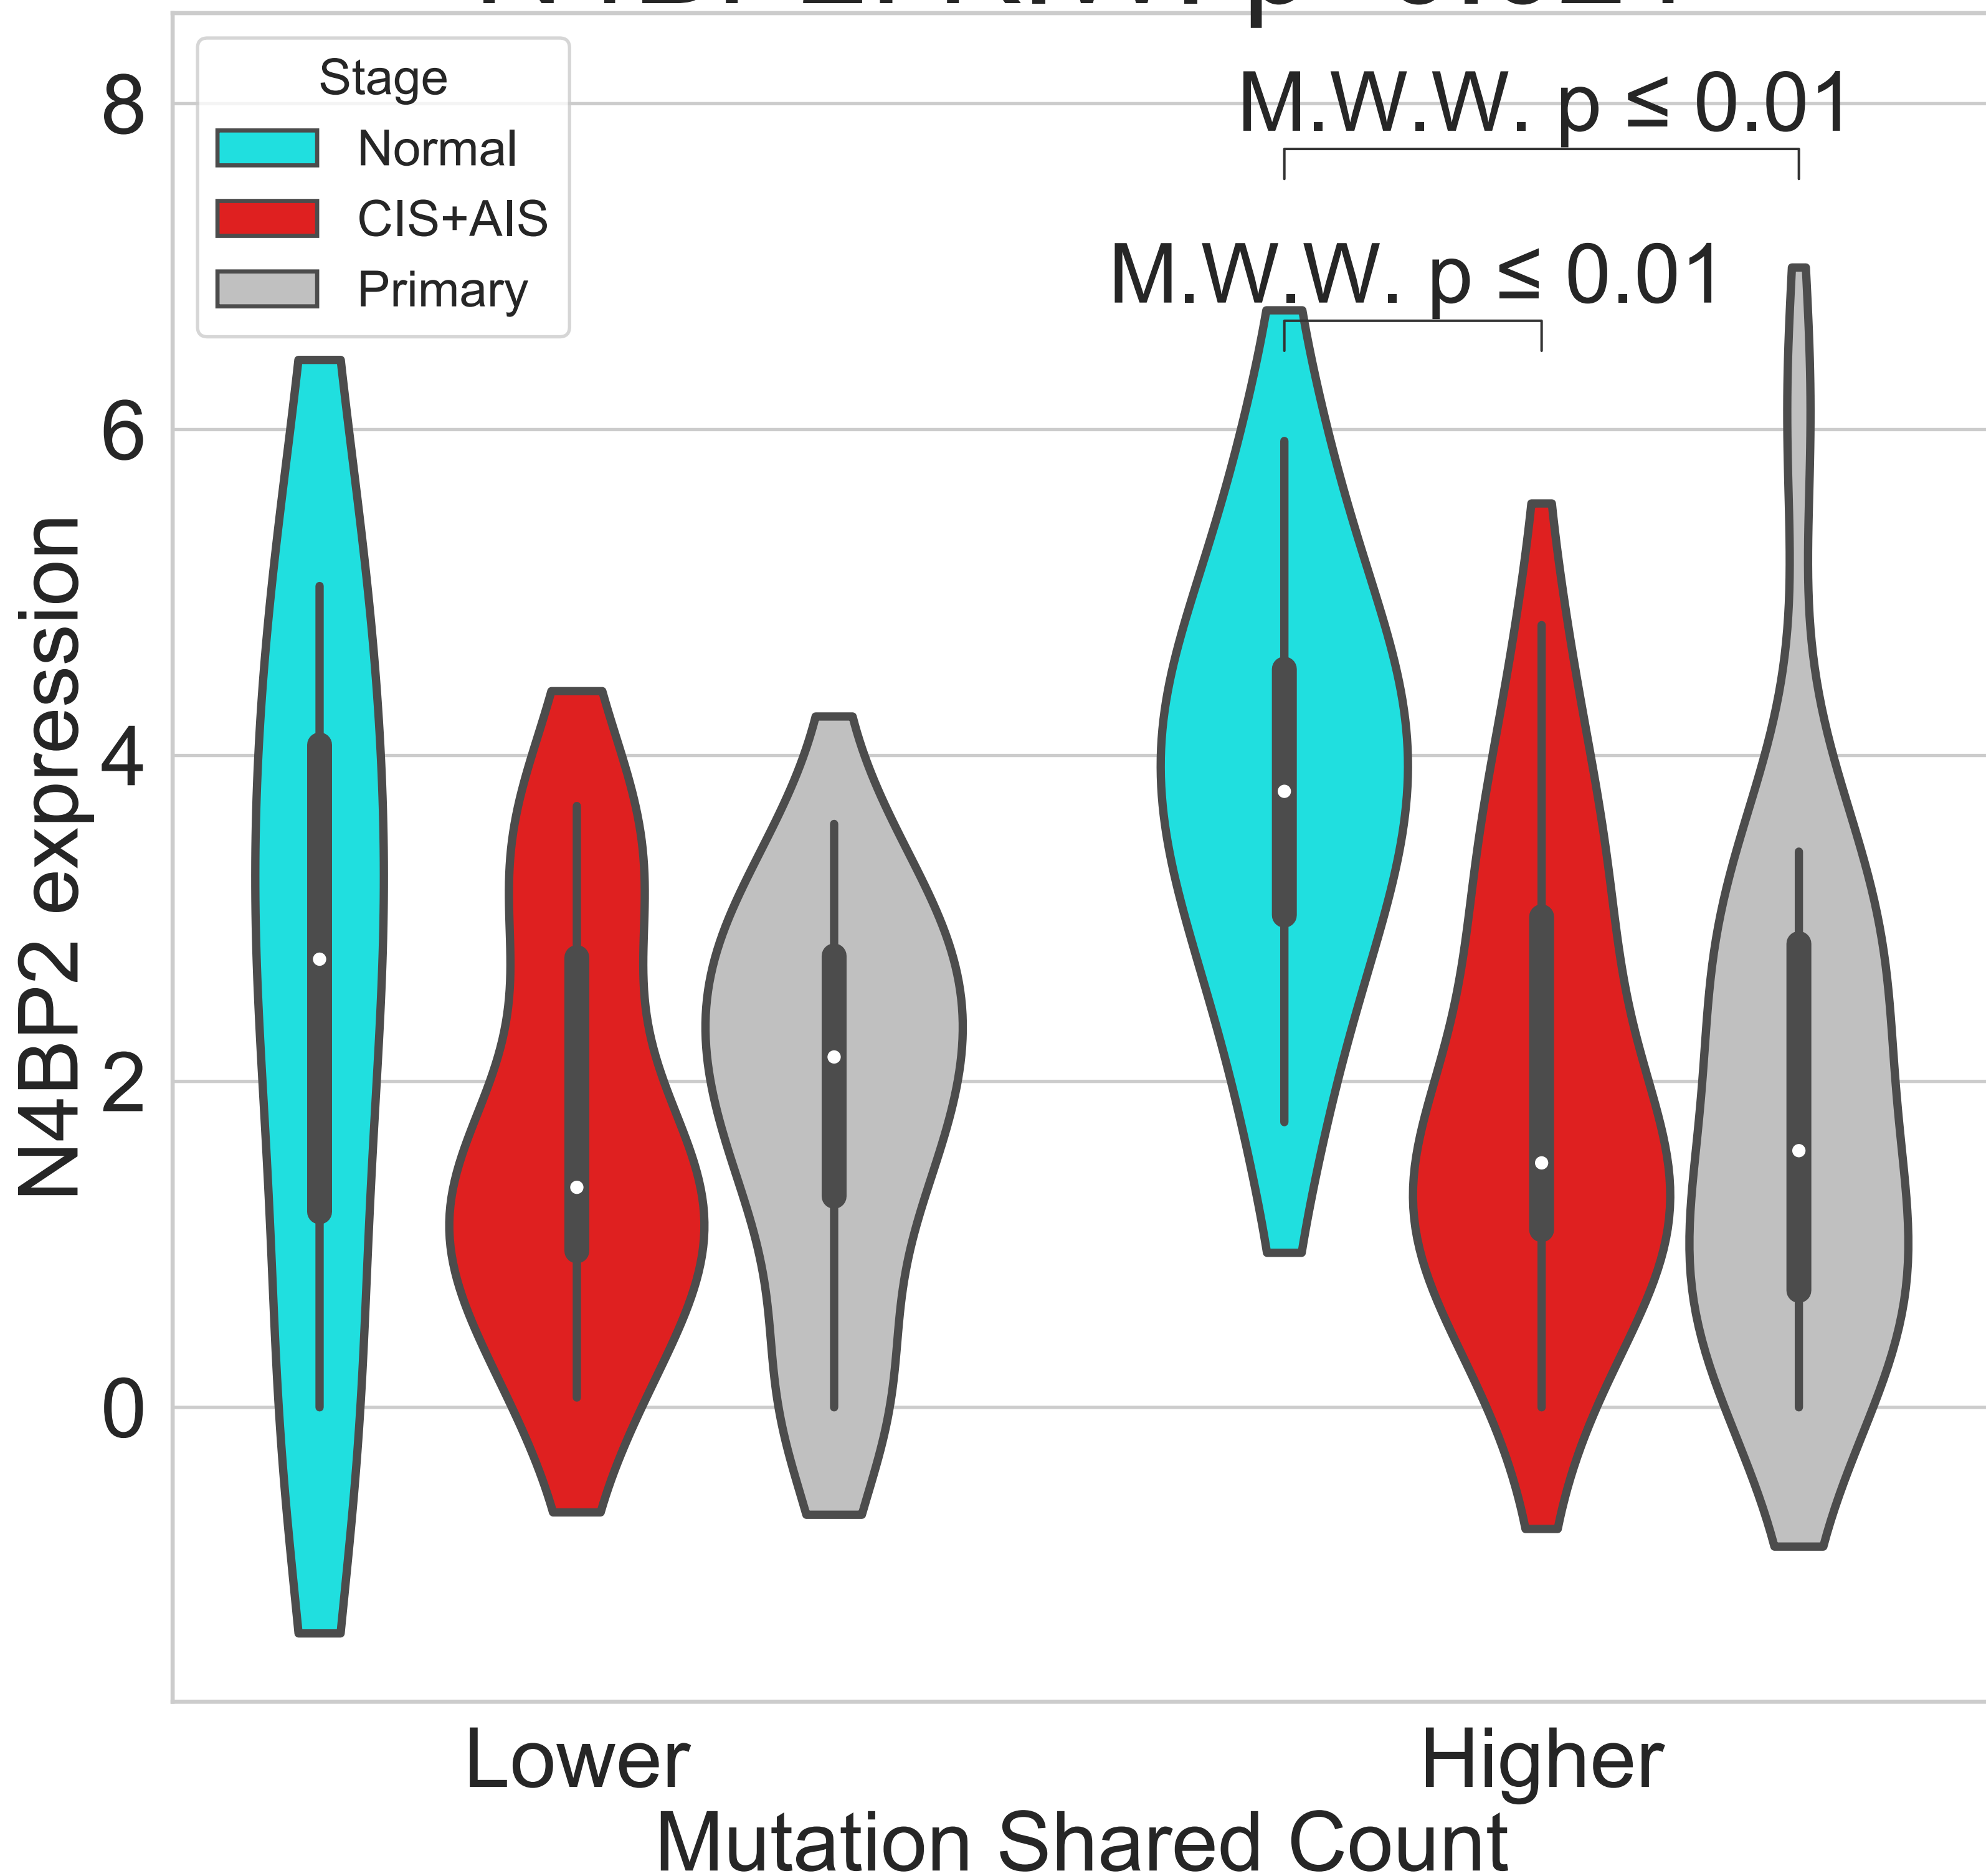 Stage
Normal
CIS+AIS
Primary
M.W.W. p ≤ 0.01
M.W.W. p ≤ 0.01
8
6
4
2
0
N4BP2 expression
Lower
Higher
Mutation Shared Count